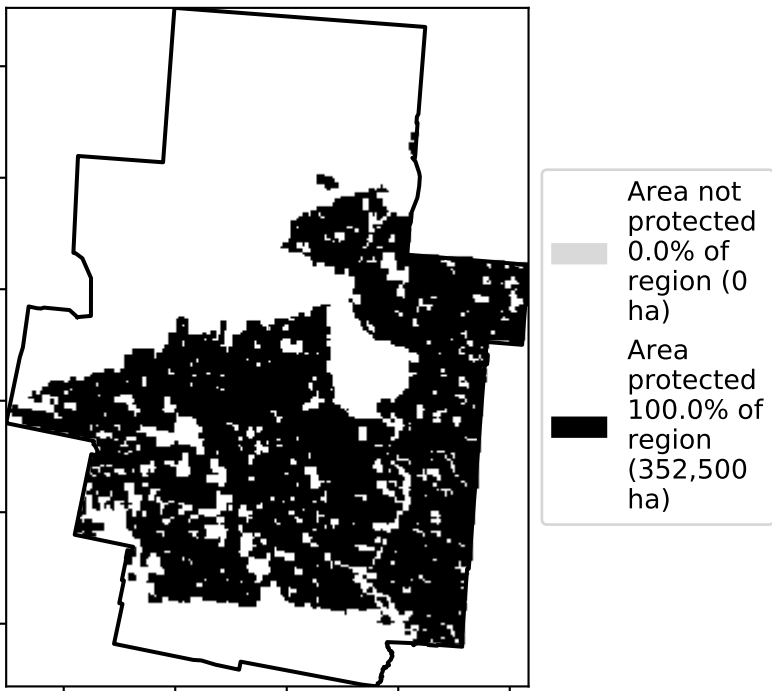 Area not
protected
0.0% of
region (0
ha)
Area
protected
100.0% of
region
(352,500
ha)